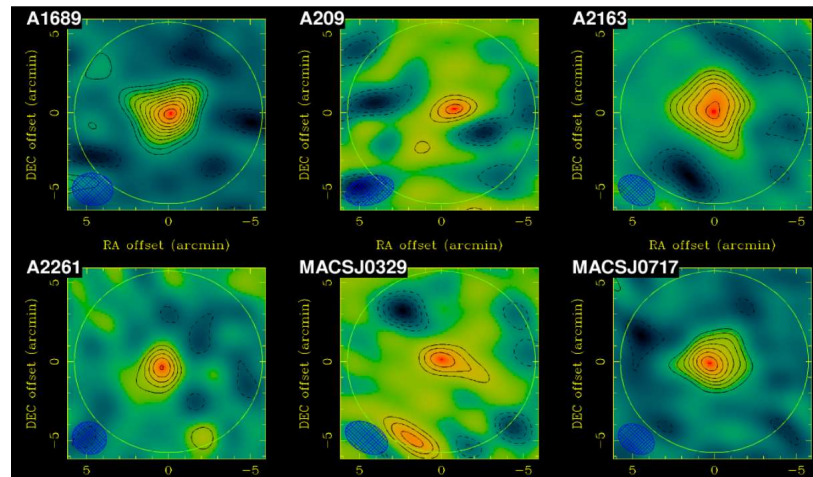 A1689 A209 A2163
DEC offset (arcmin) DEC offset (arcmin) DEC offset (arcmin)
5 0 −5 5 0 −5 5 0 −5
5 0 −5 5 0 −5 5 0 −5
RA offset (arcmin) RA offset (arcmin) RA offset (arcmin)
A2261 MACSJ0329 MACSJ0717
DEC offset (arcmin) DEC offset (arcmin) DEC offset (arcmin)
5 0 −5 5 0 −5 5 0 −5
5 0 −5 5 0 −5 5 0 −5